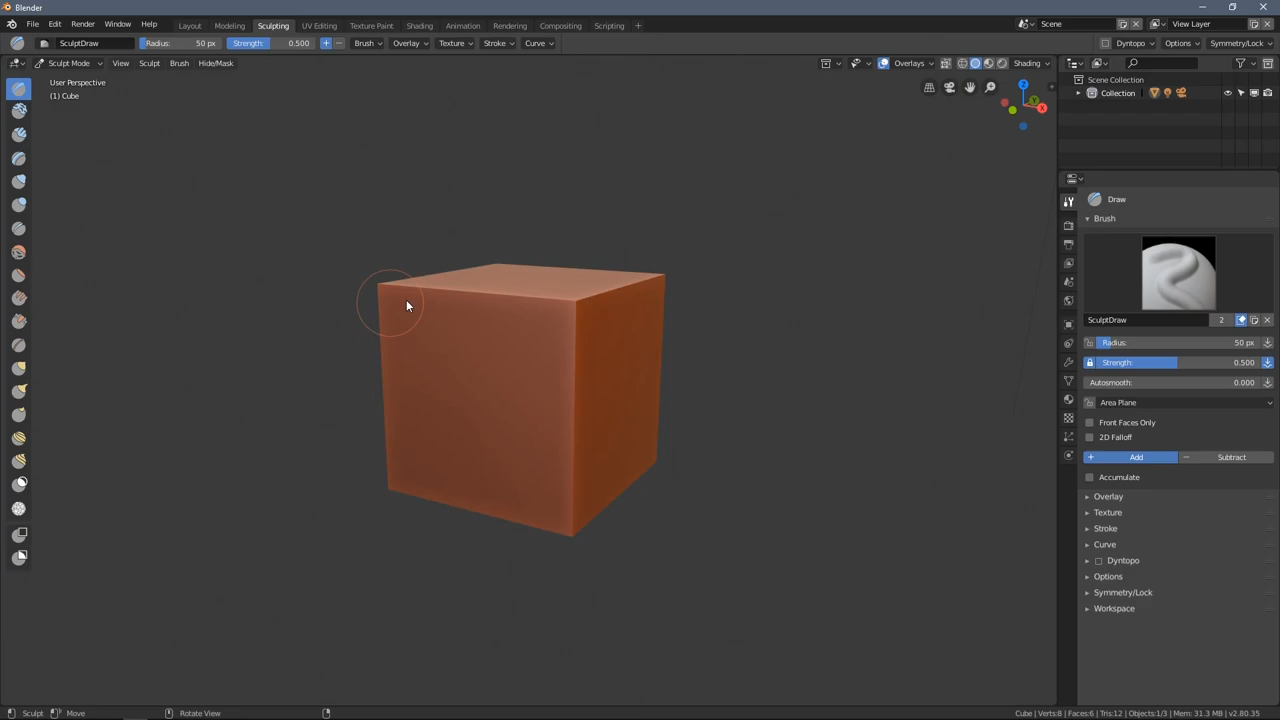 Blender
File Edit Render Window Help Layout Modeling Sculpting UV Editing Texture Paint Shading Animation Rendering Compositing Scripting + Scene View Layer
SculptDraw Radius: 50 px Strength: 0.500 Brush Overlay Texture Stroke Curve Dyntopo Options Symmetry/Lock
Sculpt Mode View Sculpt Brush Hide/Mask Overlays Shading
User Perspective
(1) Cube
Z
Y
X
Scene Collection
Collection
Draw
Brush
SculptDraw 2
Radius: 50 px
Strength: 0.500
Autosmooth: 0.000
Area Plane
Front Faces Only
2D Falloff
+ Add − Subtract
Accumulate
Overlay
Texture
Stroke
Curve
Dyntopo
Options
Symmetry/Lock
Workspace
Sculpt Move Rotate View Cube | Verts:8 | Faces:6 | Tris:12 | Objects:1/3 | Mem: 31.3 MB | v2.80.35